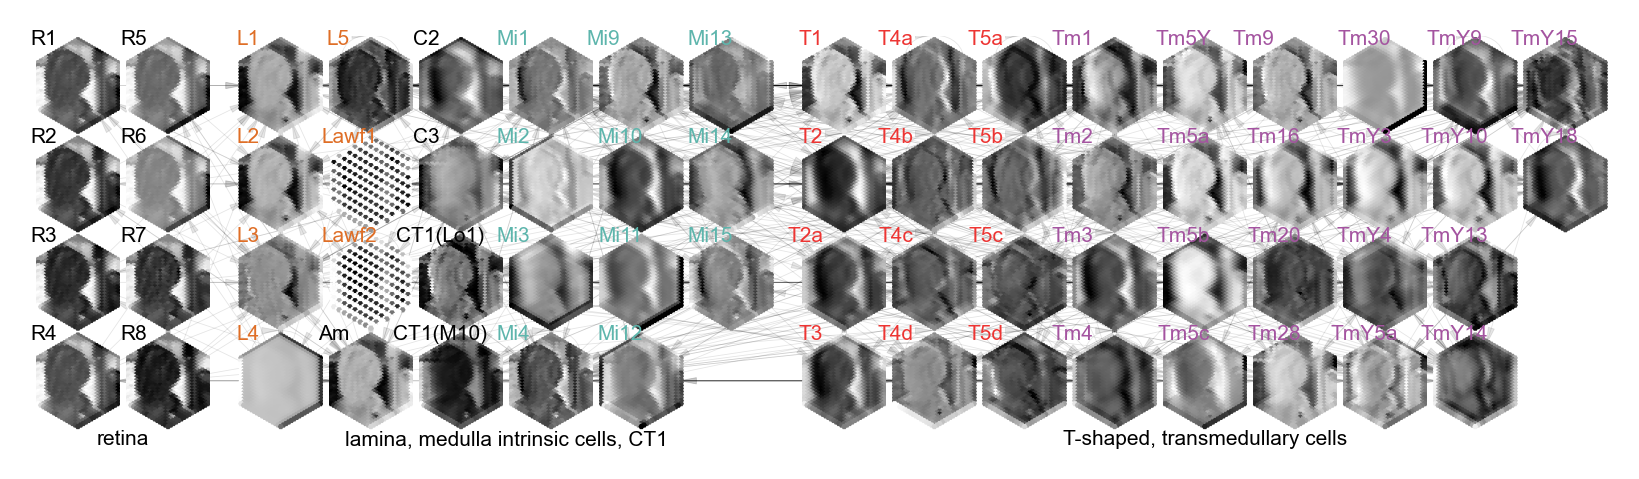 R1 R5 L1 L5 C2 Mi1 Mi9 Mi13 T1 T4a T5a Tm1 Tm5Y Tm9 Tm30 TmY9 TmY15
R2 R6 L2 Lawf1 C3 Mi2 Mi10 Mi14 T2 T4b T5b Tm2 Tm5a Tm16 TmY3 TmY10 TmY18
R3 R7 L3 Lawf2 CT1(Lo1) Mi3 Mi11 Mi15 T2a T4c T5c Tm3 Tm5b Tm20 TmY4 TmY13
R4 R8 L4 Am CT1(M10) Mi4 Mi12 T3 T4d T5d Tm4 Tm5c Tm28 TmY5a TmY14
retina lamina, medulla intrinsic cells, CT1 T-shaped, transmedullary cells